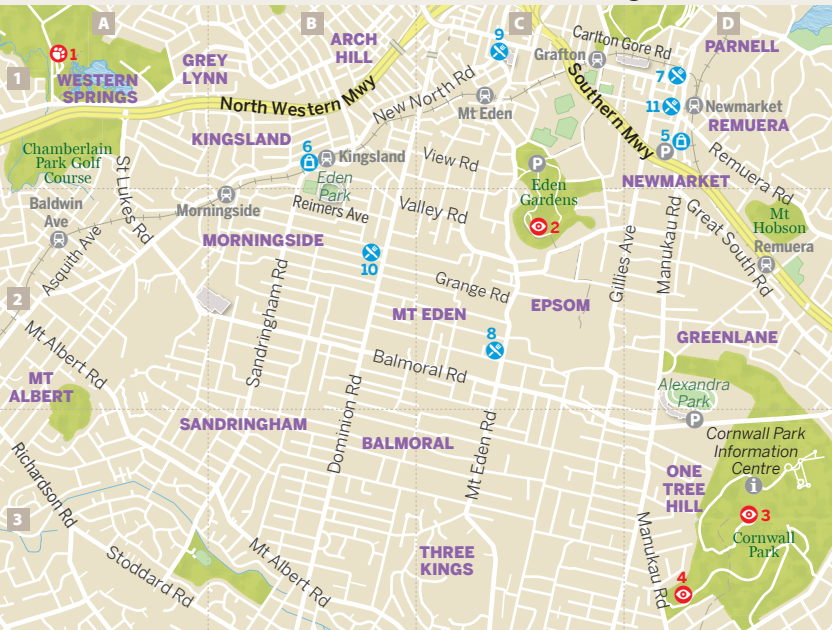 A
B
C
D
1
2
3
1
WESTERN
SPRINGS
GREY
LYNN
ARCH
HILL
9
Grafton
Carlton Gore Rd
PARNELL
7
11
Newmarket
REMUERA
5
P
North Western Mwy
New North Rd
Mt Eden
Southern Mwy
Remuera Rd
NEWMARKET
KINGSLAND
6
Kingsland
Eden
Park
Reimers Ave
View Rd
Valley Rd
P
Eden
Gardens
2
Chamberlain
Park Golf
Course
St Lukes Rd
Baldwin
Ave
Asquith Ave
Morningside
MORNINGSIDE
10
Grange Rd
Gillies Ave
Manukau Rd
Great South Rd
Mt
Hobson
Remuera
EPSOM
MT EDEN
8
Sandringham Rd
Balmoral Rd
GREENLANE
Mt Albert Rd
MT
ALBERT
Alexandra
Park
P
SANDRINGHAM
Dominion Rd
BALMORAL
Mt Eden Rd
Cornwall Park
Information
Centre
i
ONE
TREE
HILL
3
Cornwall
Park
Richardson Rd
Stoddard Rd
Mt Albert Rd
THREE
KINGS
Manukau Rd
4